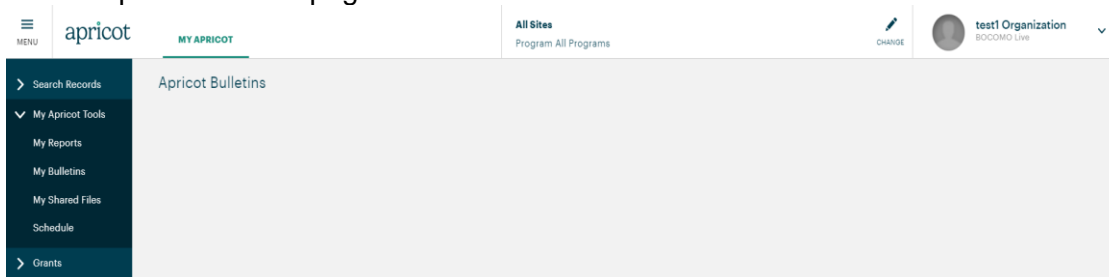 MENU
apricot
MY APRICOT
All Sites
Program All Programs
CHANGE
test1 Organization
BOCOMO Live
Search Records
My Apricot Tools
My Reports
My Bulletins
My Shared Files
Schedule
Grants
Apricot Bulletins